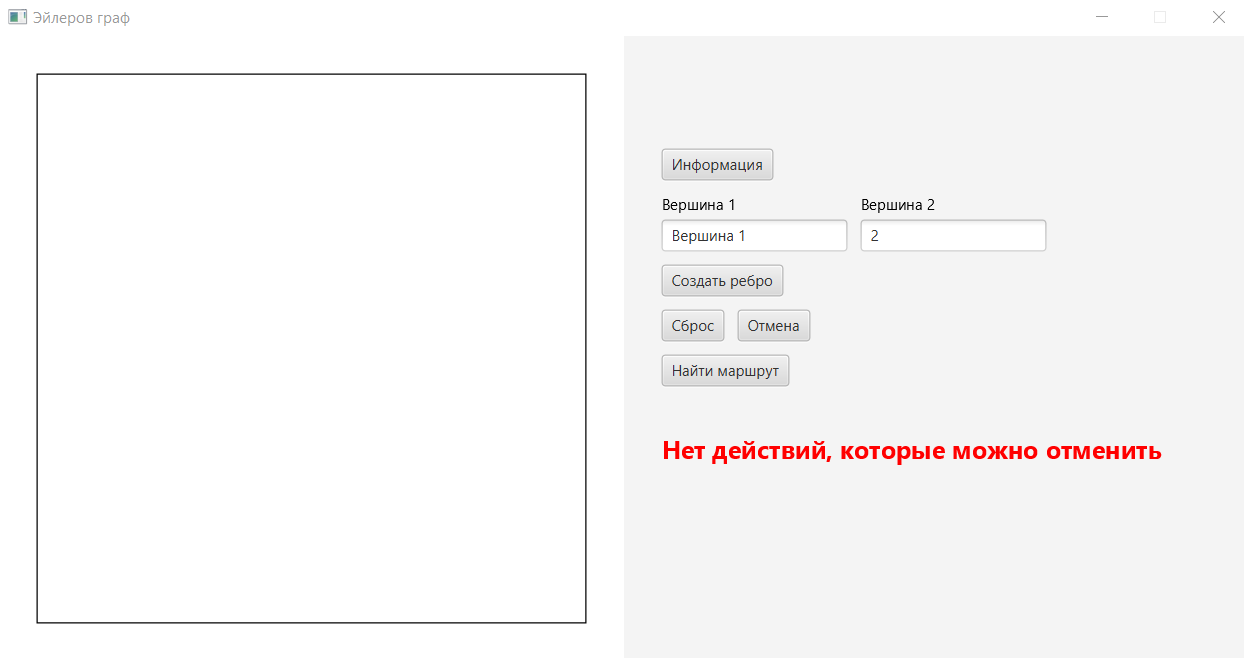 Эйлеров граф
Информация
Вершина 1 Вершина 2
Вершина 1 2
Создать ребро
Сброс Отмена
Найти маршрут
Нет действий, которые можно отменить